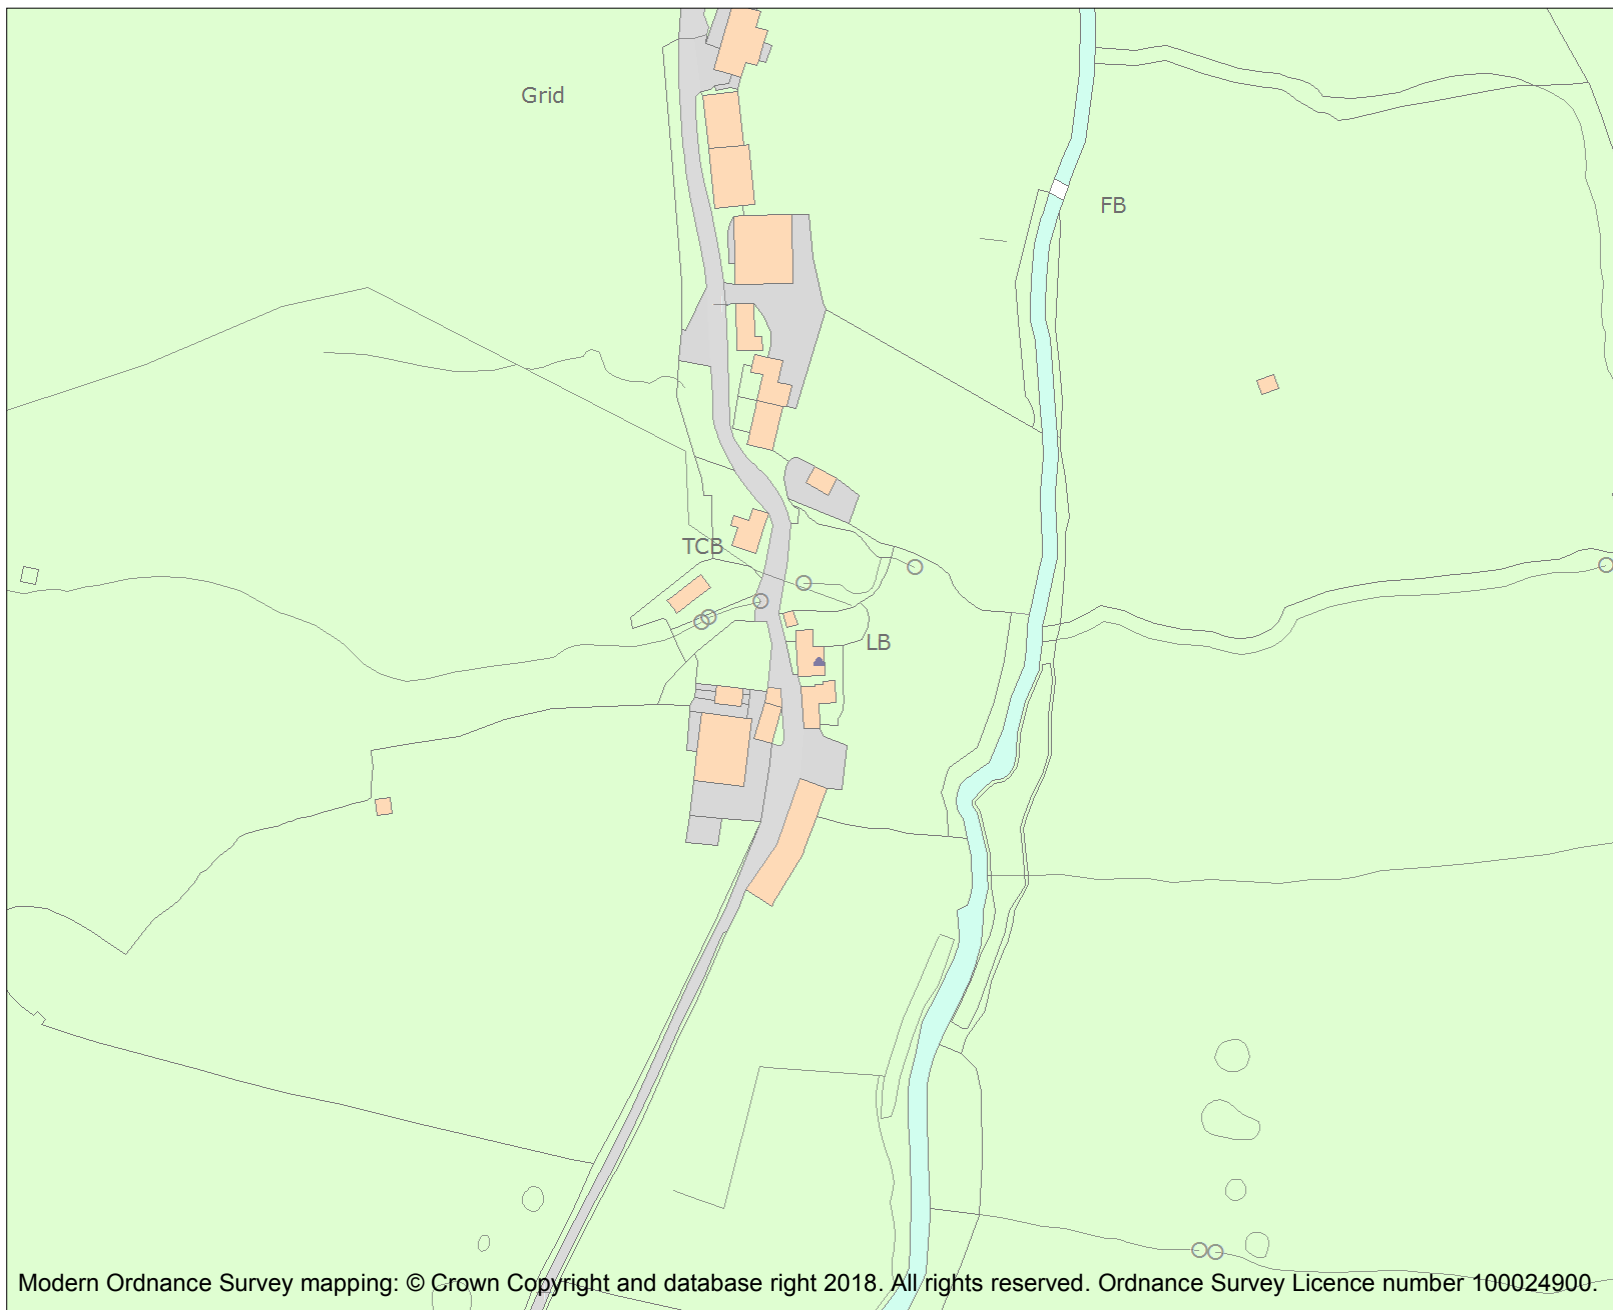 Grid
FB
TCB
LB
Modern Ordnance Survey mapping: © Crown Copyright and database right 2018. All rights reserved. Ordnance Survey Licence number 100024900.